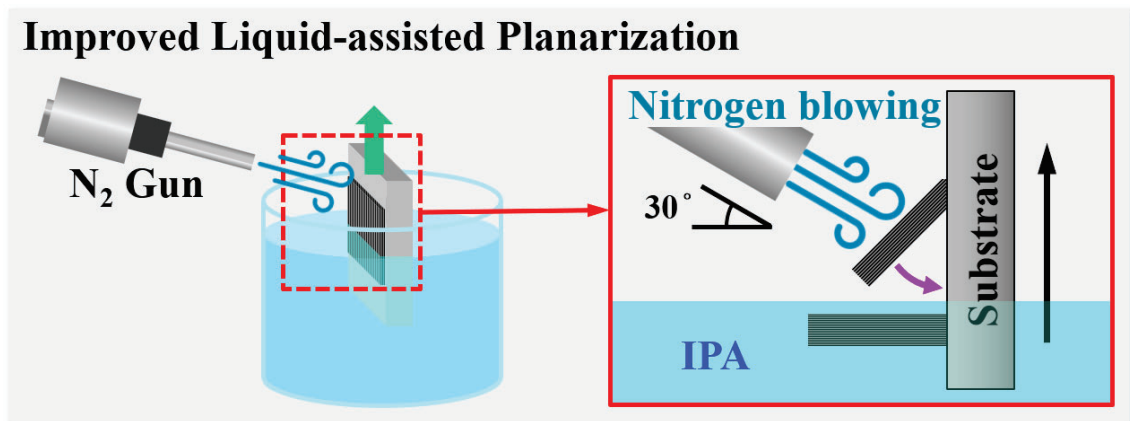 Improved Liquid-assisted Planarization
N₂ Gun
Nitrogen blowing
30°
Substrate
IPA